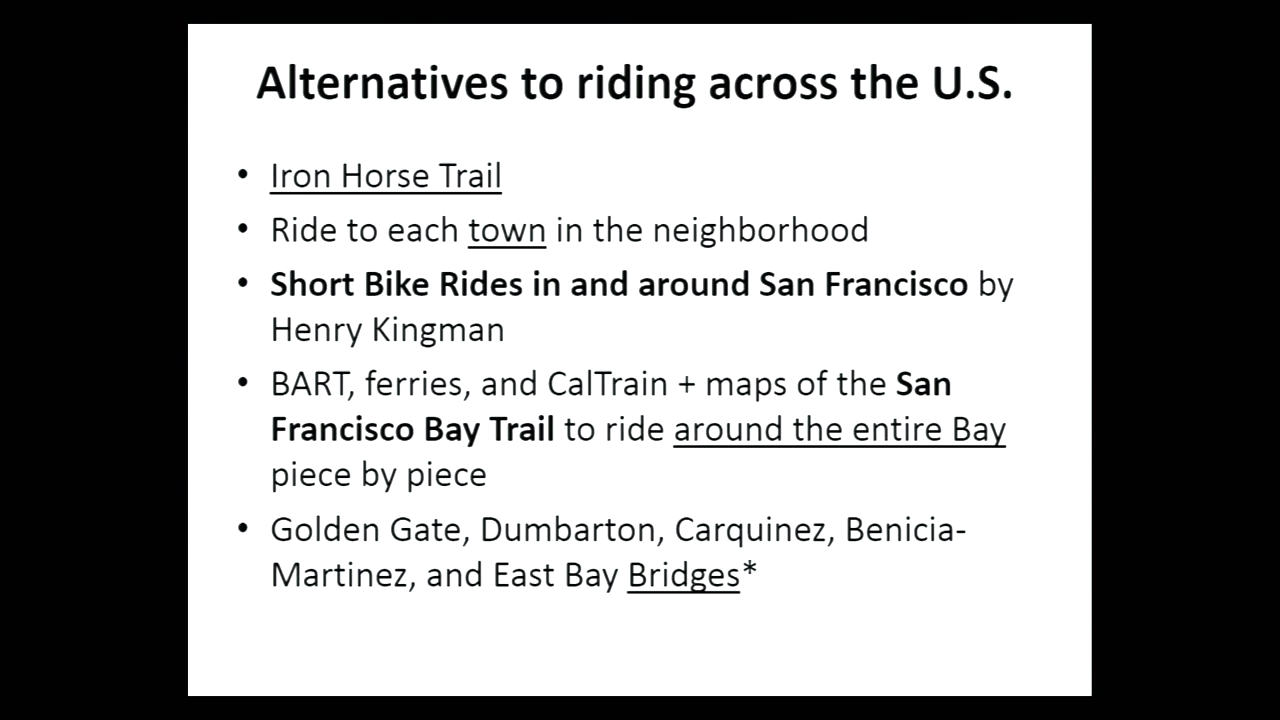 Alternatives to riding across the U.S.
• Iron Horse Trail
• Ride to each town in the neighborhood
• Short Bike Rides in and around San Francisco by
Henry Kingman
• BART, ferries, and CalTrain + maps of the San
Francisco Bay Trail to ride around the entire Bay
piece by piece
• Golden Gate, Dumbarton, Carquinez, Benicia-
Martinez, and East Bay Bridges*